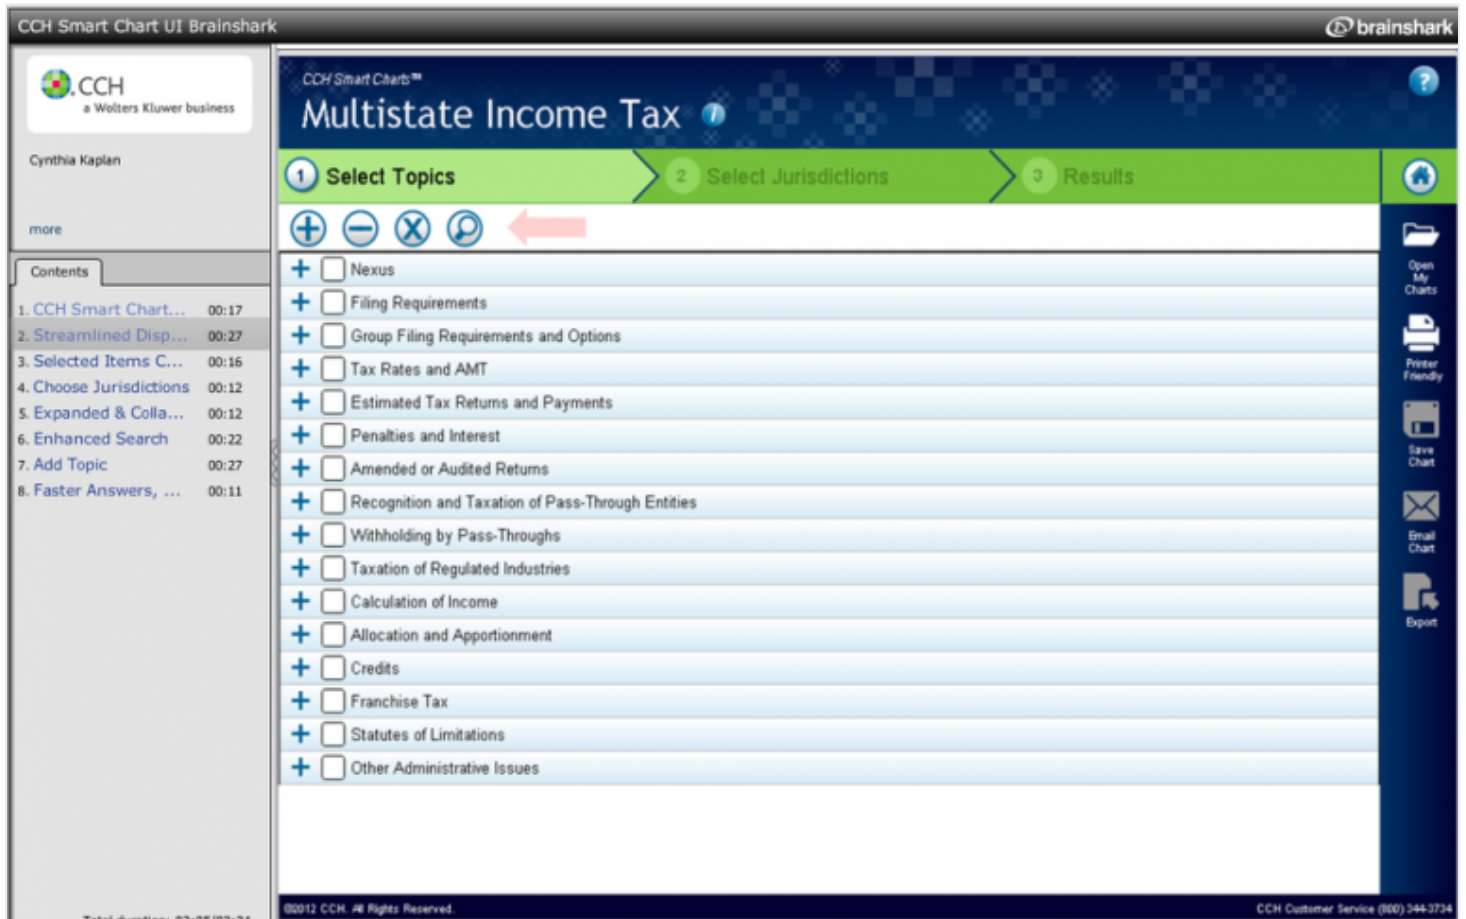 CCH Smart Chart UI Brainshark
brainshark
CCH
a Wolters Kluwer business
Cynthia Kaplan
more
Contents
1. CCH Smart Chart... 00:17
2. Streamlined Disp... 00:27
3. Selected Items C... 00:16
4. Choose Jurisdictions 00:12
5. Expanded & Colla... 00:12
6. Enhanced Search 00:22
7. Add Topic 00:27
8. Faster Answers, ... 00:11
CCH Smart Charts™
Multistate Income Tax i
?
1 Select Topics
2 Select Jurisdictions
3 Results
Nexus
Filing Requirements
Group Filing Requirements and Options
Tax Rates and AMT
Estimated Tax Returns and Payments
Penalties and Interest
Amended or Audited Returns
Recognition and Taxation of Pass-Through Entities
Withholding by Pass-Throughs
Taxation of Regulated Industries
Calculation of Income
Allocation and Apportionment
Credits
Franchise Tax
Statutes of Limitations
Other Administrative Issues
Open
My
Charts
Printer
Friendly
Save
Chart
Email
Chart
Export
©2012 CCH. All Rights Reserved.
CCH Customer Service (800) 344-3734